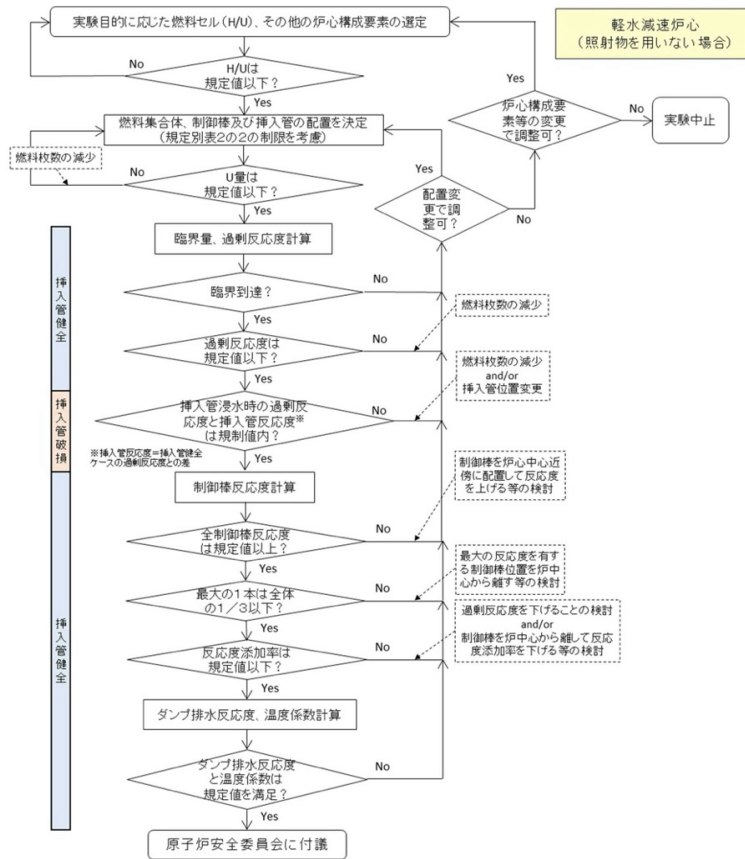 実験目的に応じた燃料セル(H/U)、その他の炉心構成要素の選定
軽水減速炉心
(照射物を用いない場合)
No
H/Uは
規定値以下?
Yes
Yes
炉心構成要
素等の変更
で調整可?
No
実験中止
燃料集合体、制御棒及び挿入管の配置を決定
(規定別表2の2の制限を考慮)
燃料枚数の減少
No
U量は
規定値以下?
Yes
Yes
配置変
更で調
整可?
No
臨界量、過剰反応度計算
挿入管健全
臨界到達?
No
Yes
燃料枚数の減少
過剰反応度は
規定値以下?
No
Yes
燃料枚数の減少
and/or
挿入管位置変更
挿入管破損
挿入管浸水時の過剰反
応度と挿入管反応度※
は規制値内?
No
※挿入管反応度=挿入管健全
ケースの過剰反応度との差
Yes
制御棒反応度計算
制御棒を炉心中心近
傍に配置して反応度
を上げる等の検討
挿入管健全
全制御棒反応度
は規定値以上?
No
Yes
最大の反応度を有す
る制御棒位置を炉中
心から離す等の検討
最大の1本は全体
の1/3以下?
No
Yes
過剰反応度を下げることの検討
and/or
制御棒を炉中心から離して反応
度添加率を下げる等の検討
反応度添加率は
規定値以下?
No
Yes
ダンプ排水反応度、温度係数計算
ダンプ排水反応度
と温度係数は
規定値を満足?
No
Yes
原子炉安全委員会に付議